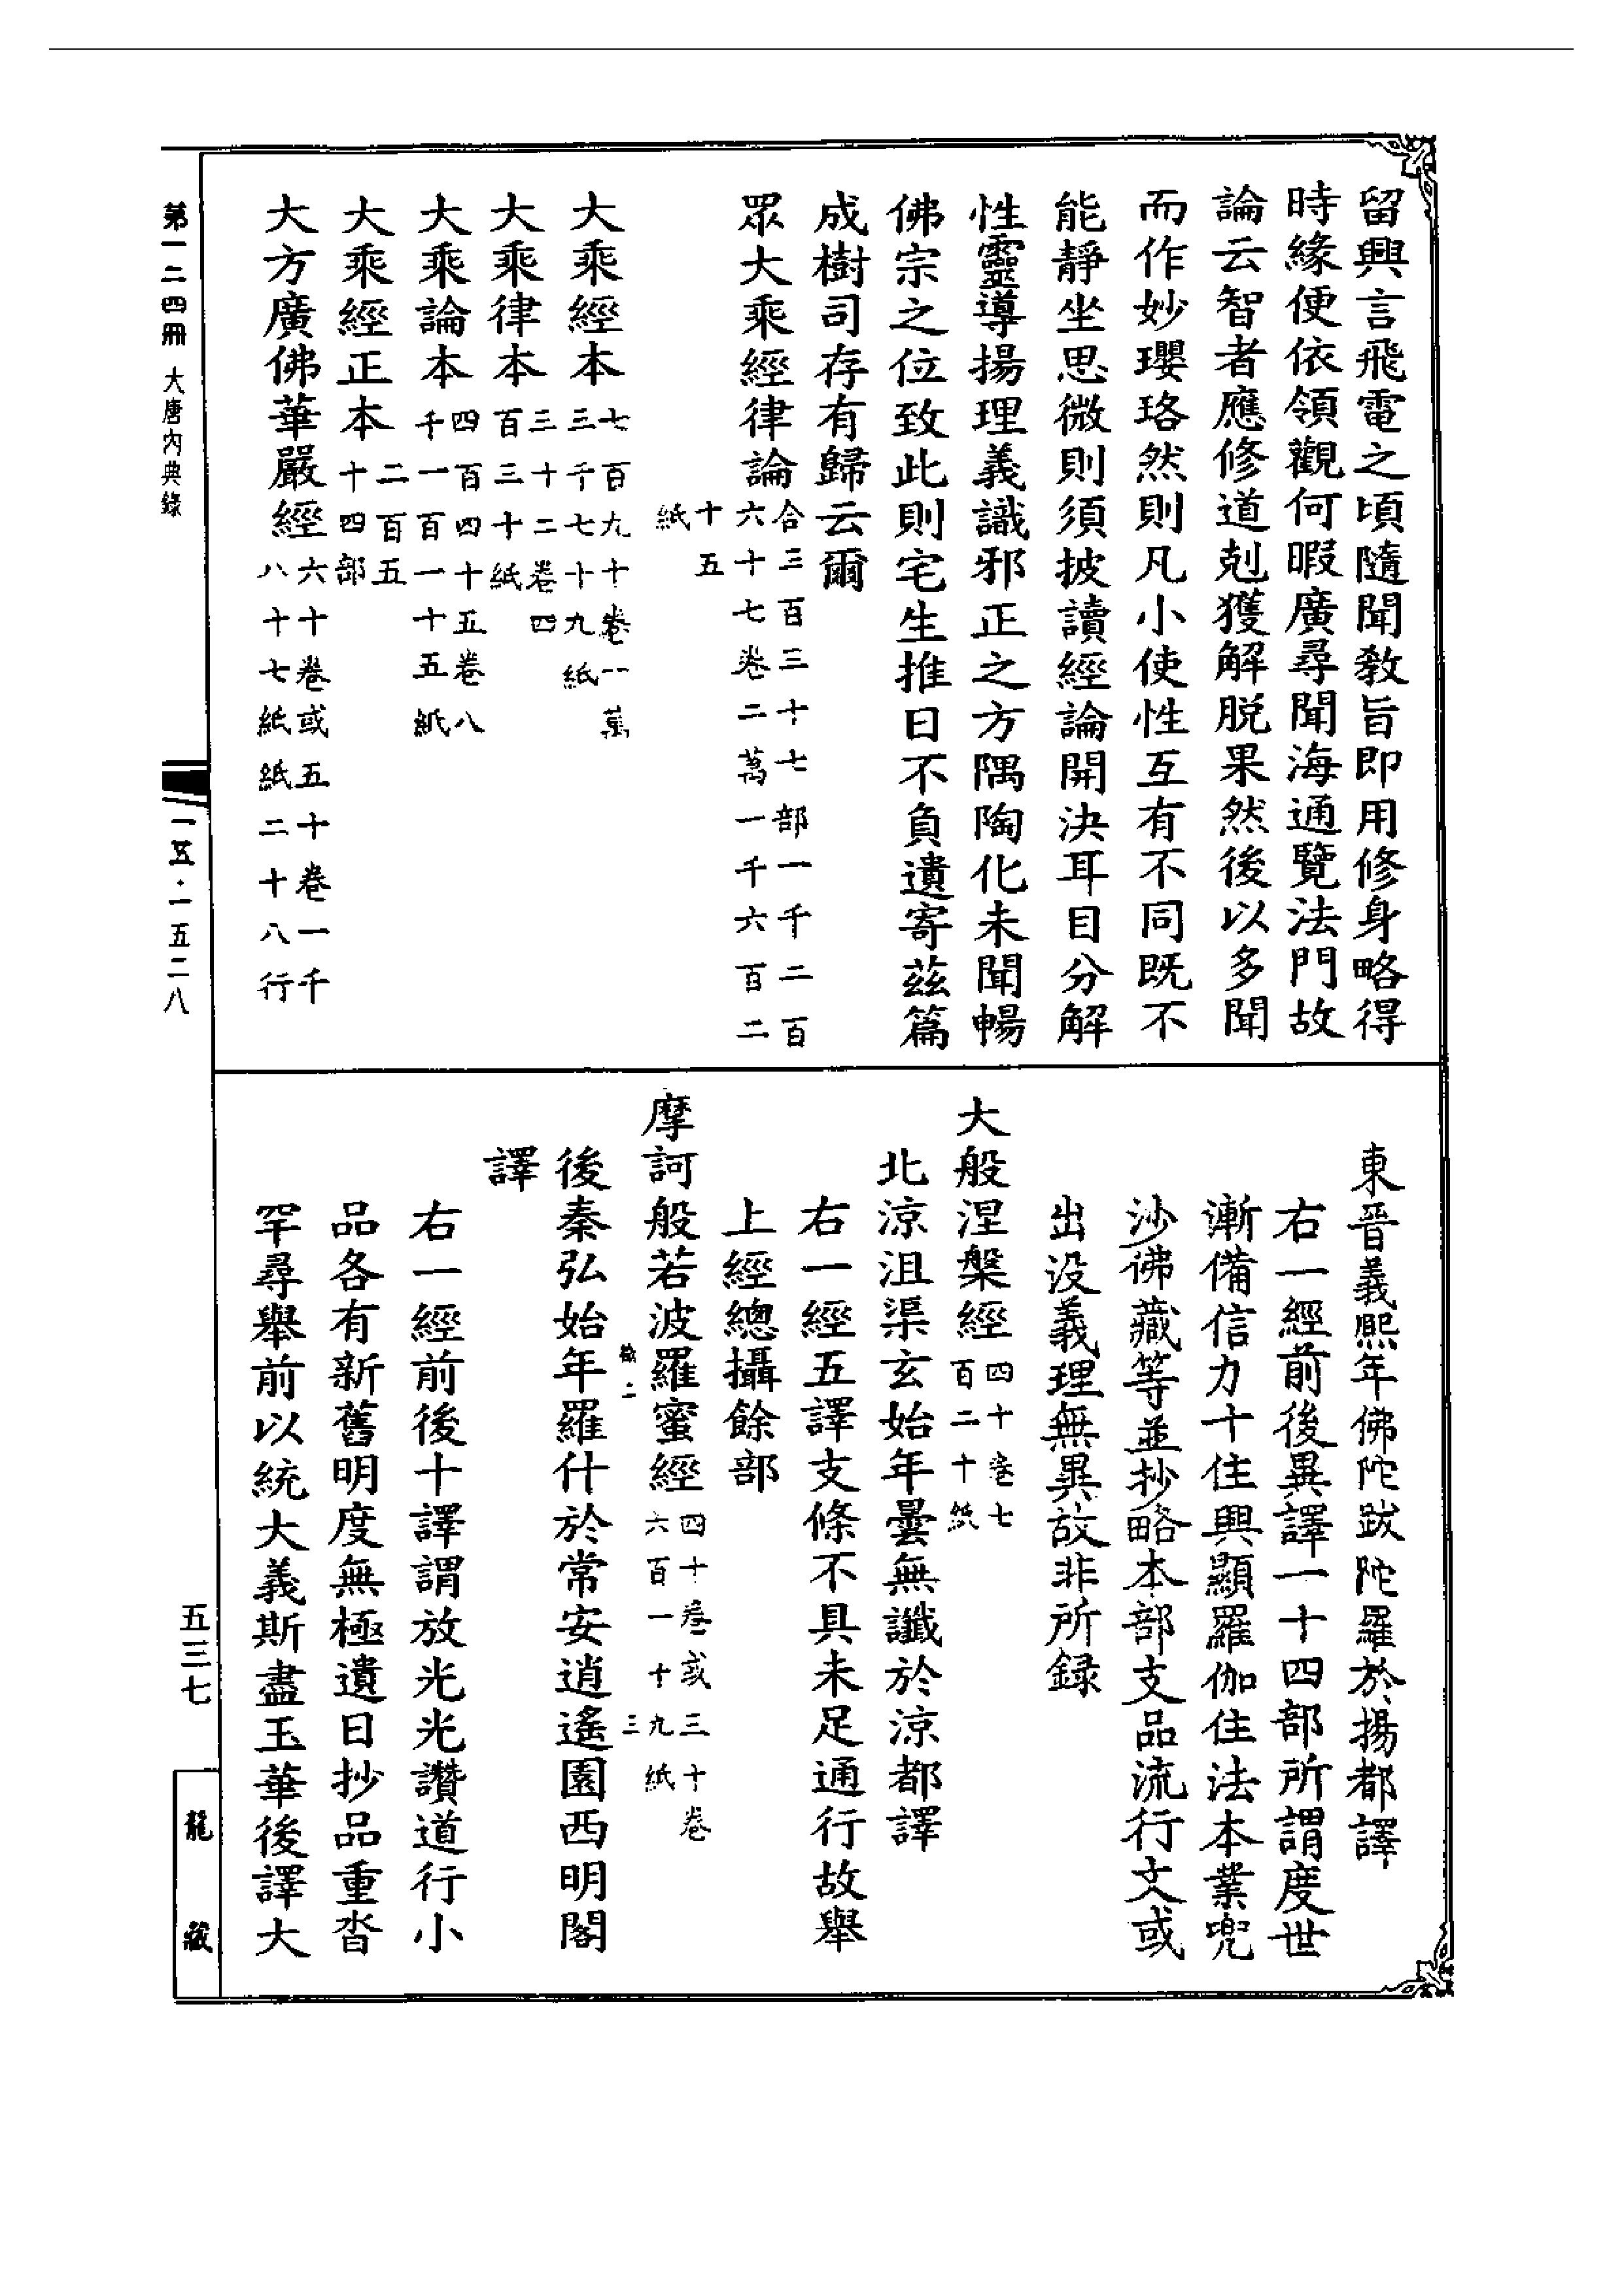 留興言飛電之頃隨聞教旨即用修身略得
時緣便依領觀何暇廣尋聞海通覽法門故
論云智者應修道剋獲解脫果然後以多聞
而作妙瓔珞然則凡小使性互有不同既不
能靜坐思微則須披讀經論開決耳目分解
性靈導揚理義識邪正之方隅陶化未聞暢
佛宗之位致此則宅生推日不負遺寄茲篇
成樹司存有歸云爾
眾大乘經律論合三百三十七部一千二百
六十七卷二萬一千六百二
十五
紙
大乘經本七百九十卷一萬
三千七十九紙
大乘律本三十二卷四
百三十紙
大乘論本四百四十五卷八
千一百一十五紙
大乘經正本二百五
十四部
大方廣佛華嚴經六十卷或五十卷一千
八十七紙紙二十八行
東晉義熙年佛陀跋陀羅於揚都譯
右一經前後異譯一十四部所謂度世
漸備信力十住興顯羅伽住法本業兜
沙佛藏等並抄略本部支品流行文或
出沒義理無異故非所録
大般涅槃經四十卷七
百二十紙
北涼沮渠玄始年曇無讖於涼都譯
右一經五譯支條不具未足通行故舉
上經總攝餘部
摩訶般若波羅蜜經四十卷或三十卷
六百一十九紙
二 三
後秦弘始年羅什於常安逍遙園西明閣
譯
右一經前後十譯謂放光光讚道行小
品各有新舊明度無極遺日抄品重沓
罕尋舉前以統大義斯盡玉華後譯大
第一二四冊 大唐內典錄
一五·一五二八
五三七
龍藏